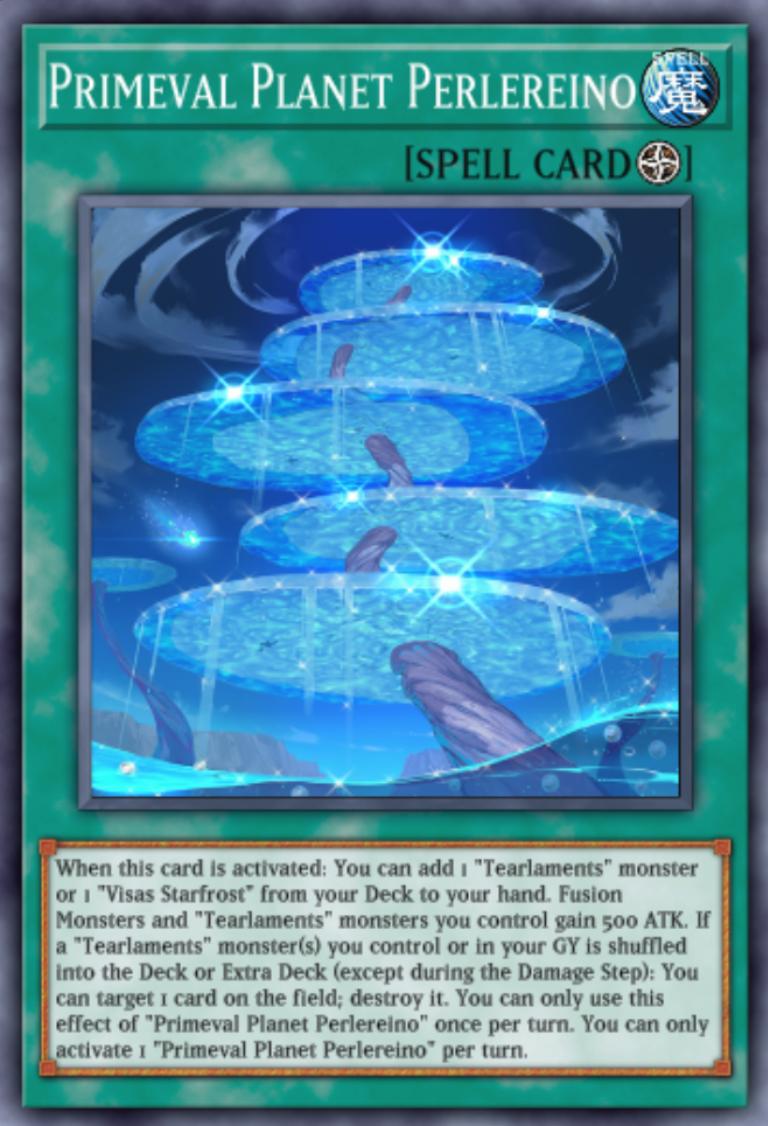 PRIMEVAL PLANET PERLEREINO
SPELL
魔
[SPELL CARD]
When this card is activated: You can add 1 "Tearlaments" monster
or 1 "Visas Starfrost" from your Deck to your hand. Fusion
Monsters and "Tearlaments" monsters you control gain 500 ATK. If
a "Tearlaments" monster(s) you control or in your GY is shuffled
into the Deck or Extra Deck (except during the Damage Step): You
can target 1 card on the field; destroy it. You can only use this
effect of "Primeval Planet Perlereino" once per turn. You can only
activate 1 "Primeval Planet Perlereino" per turn.